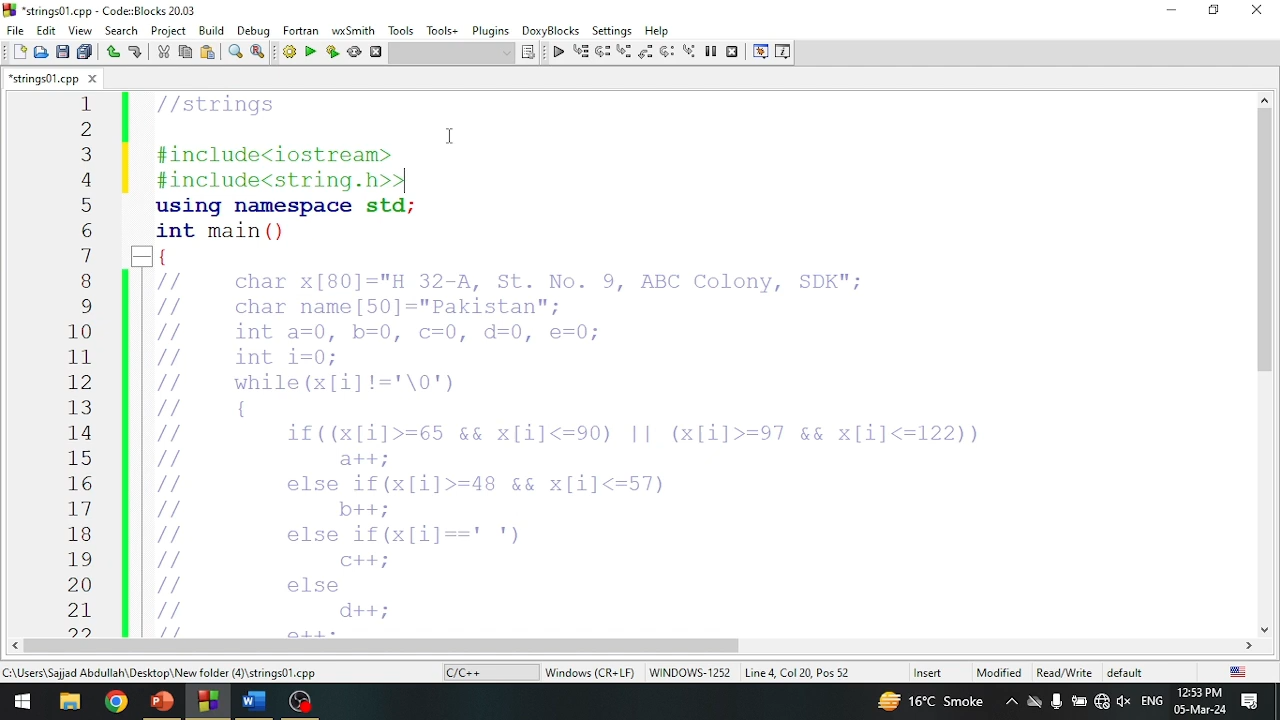 *strings01.cpp - Code::Blocks 20.03
File Edit View Search Project Build Debug Fortran wxSmith Tools Tools+ Plugins DoxyBlocks Settings Help
*strings01.cpp
1 //strings
2
3 #include<iostream>
4 #include<string.h>>
5 using namespace std;
6 int main()
7 {
8 // char x[80]="H 32-A, St. No. 9, ABC Colony, SDK";
9 // char name[50]="Pakistan";
10 // int a=0, b=0, c=0, d=0, e=0;
11 // int i=0;
12 // while(x[i]!='\0')
13 // {
14 // if((x[i]>=65 && x[i]<=90) || (x[i]>=97 && x[i]<=122))
15 // a++;
16 // else if(x[i]>=48 && x[i]<=57)
17 // b++;
18 // else if(x[i]==' ')
19 // c++;
20 // else
21 // d++;
22 // e++;
C:\Users\Sajjad Abdullah\Desktop\New folder (4)\strings01.cpp C/C++ Windows (CR+LF) WINDOWS-1252 Line 4, Col 20, Pos 52 Insert Modified Read/Write default
16°C Smoke ENG 12:53 PM
05-Mar-24